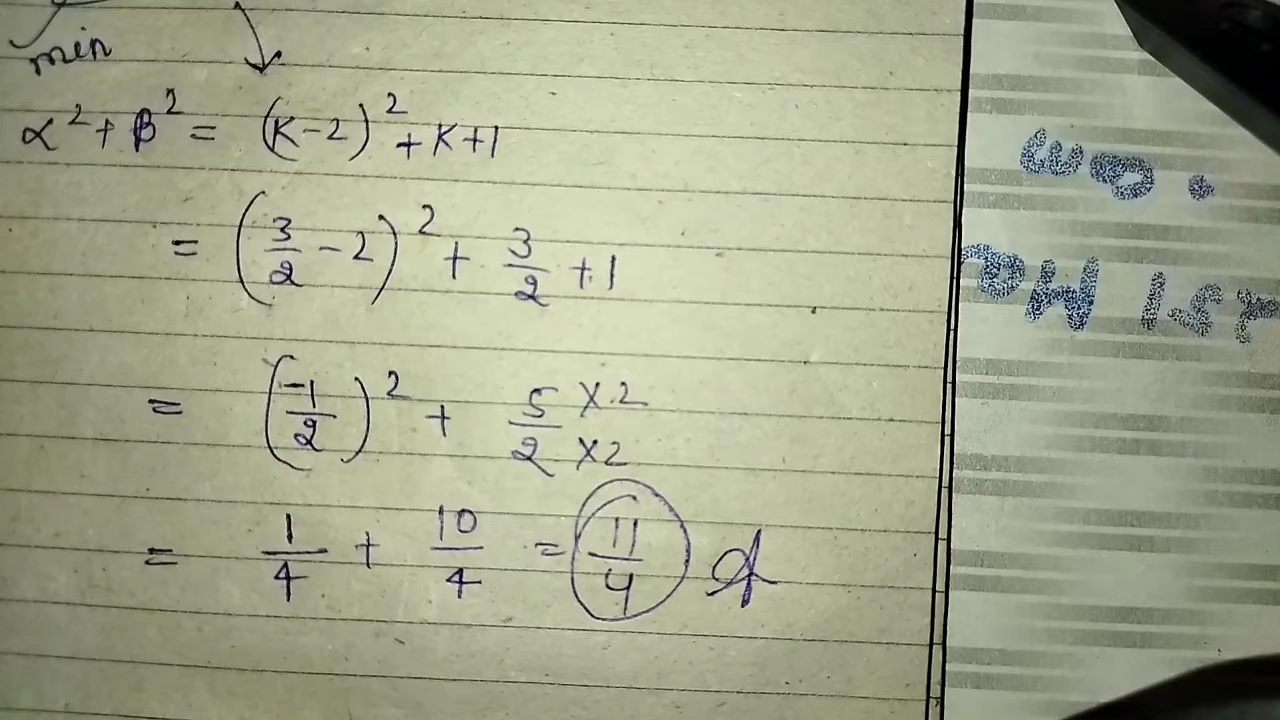 min
α² + β² = (K-2)² + K+1
= (3/2 - 2)² + 3/2 + 1
= (-1/2)² + 5/2 ×2/×2
= 1/4 + 10/4 = 11/4